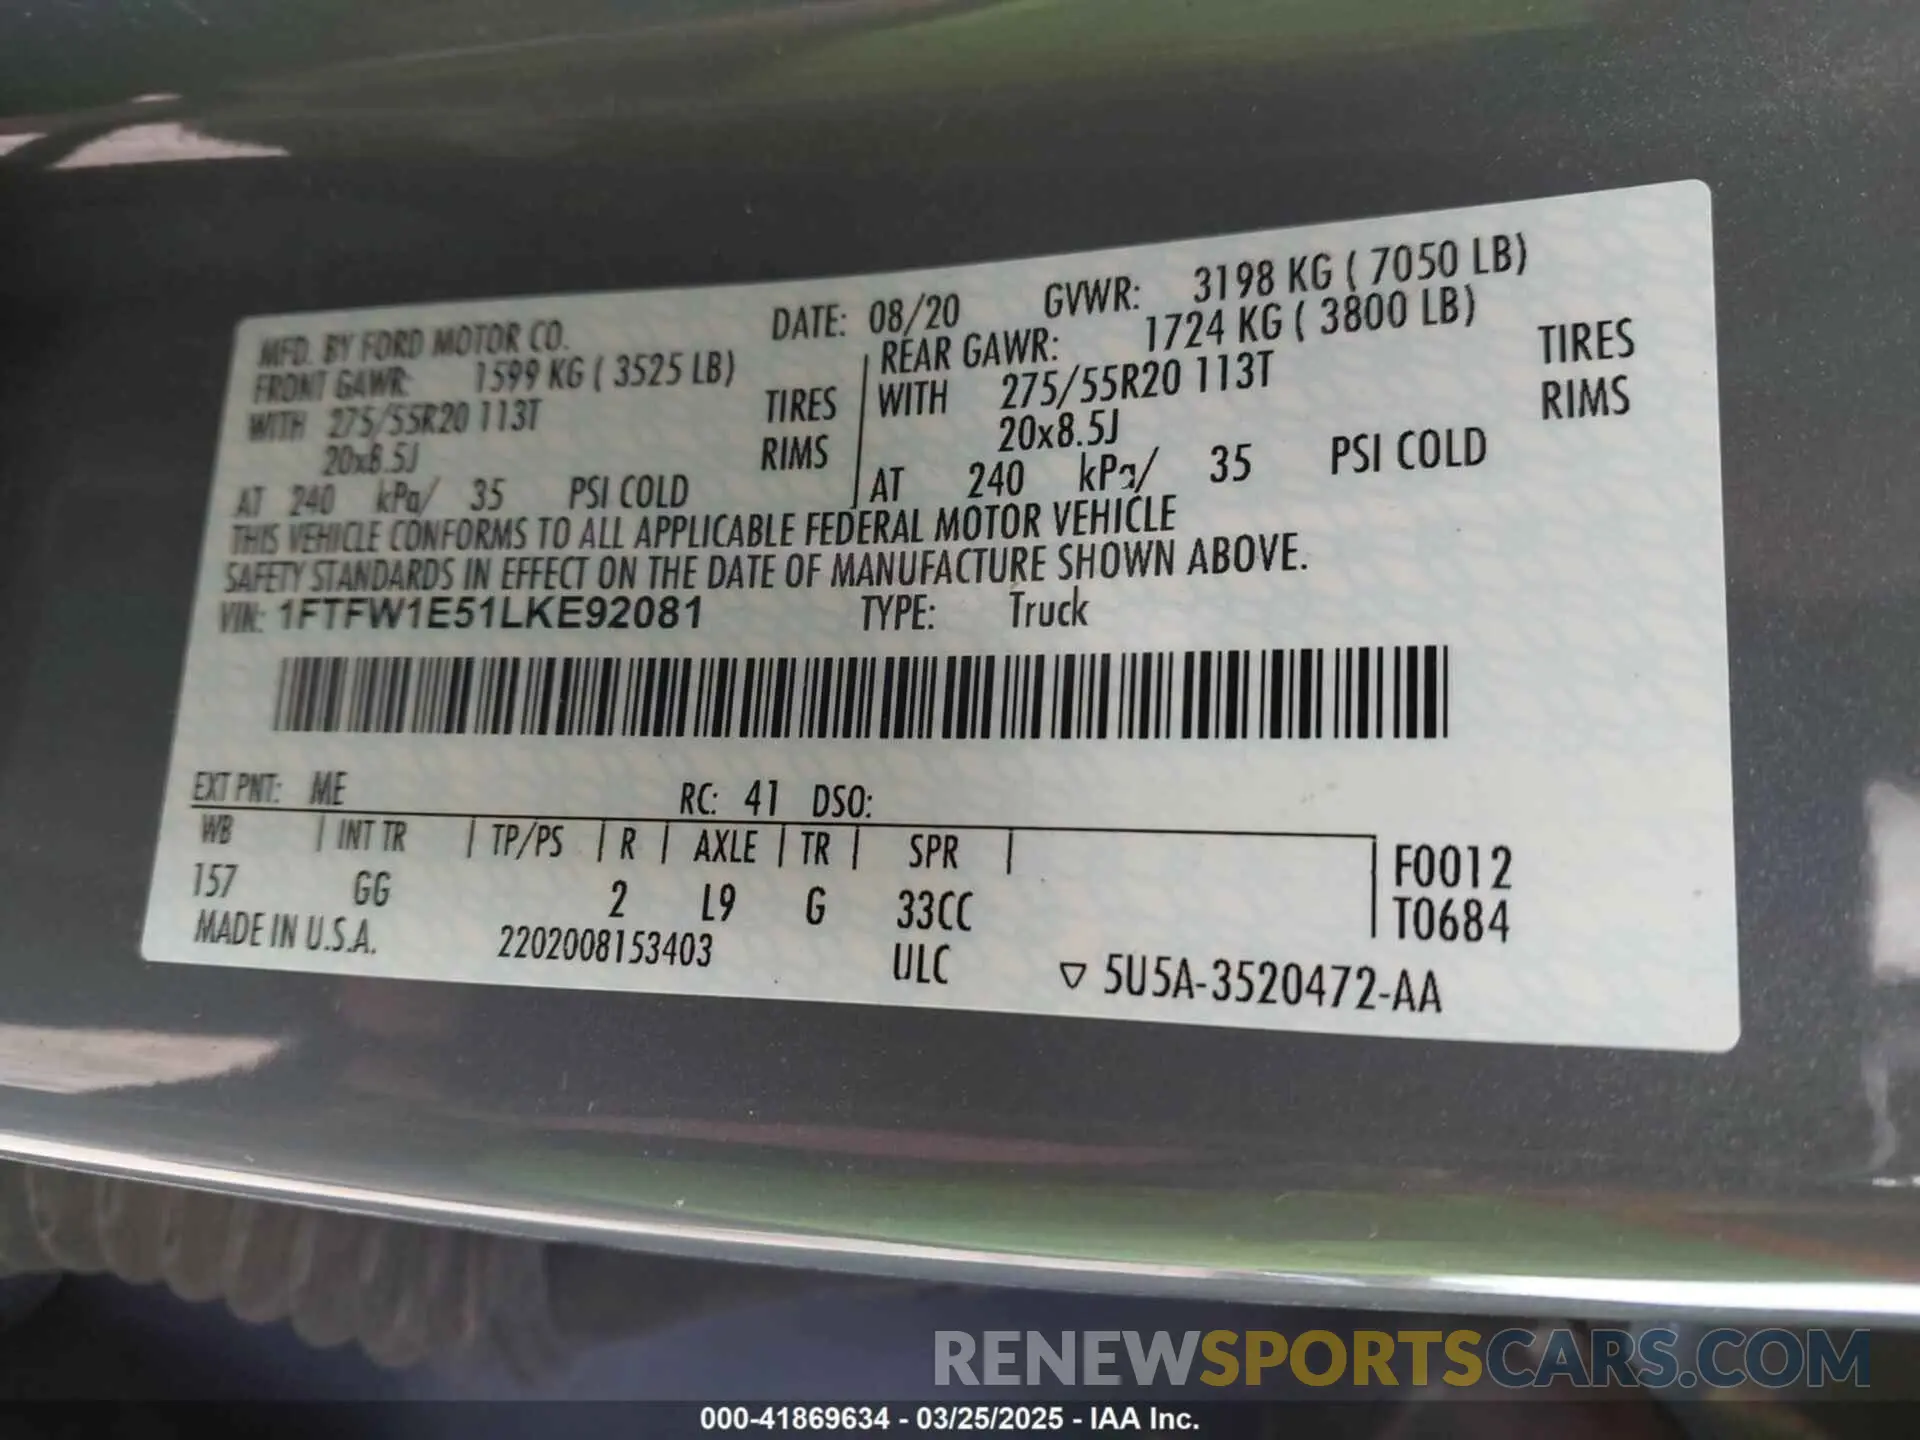 MFD. BY FORD MOTOR CO. DATE: 08/20 GVWR: 3198 KG ( 7050 LB)
FRONT GAWR: 1599 KG ( 3525 LB) REAR GAWR: 1724 KG ( 3800 LB)
WITH 275/55R20 113T TIRES WITH 275/55R20 113T TIRES
20x8.5J RIMS 20x8.5J RIMS
AT 240 kPa/ 35 PSI COLD AT 240 kPa/ 35 PSI COLD
THIS VEHICLE CONFORMS TO ALL APPLICABLE FEDERAL MOTOR VEHICLE
SAFETY STANDARDS IN EFFECT ON THE DATE OF MANUFACTURE SHOWN ABOVE.
VIN: 1FTFW1E51LKE92081 TYPE: Truck
EXT PNT: ME RC: 41 DSO:
WB | INT TR | TP/PS | R | AXLE | TR | SPR | F0012
157 GG 2 L9 G 33CC T0684
MADE IN U.S.A. 2202008153403 ULC ▽ 5U5A-3520472-AA
RENEWSPORTSCARS.COM
000-41869634 - 03/25/2025 - IAA Inc.